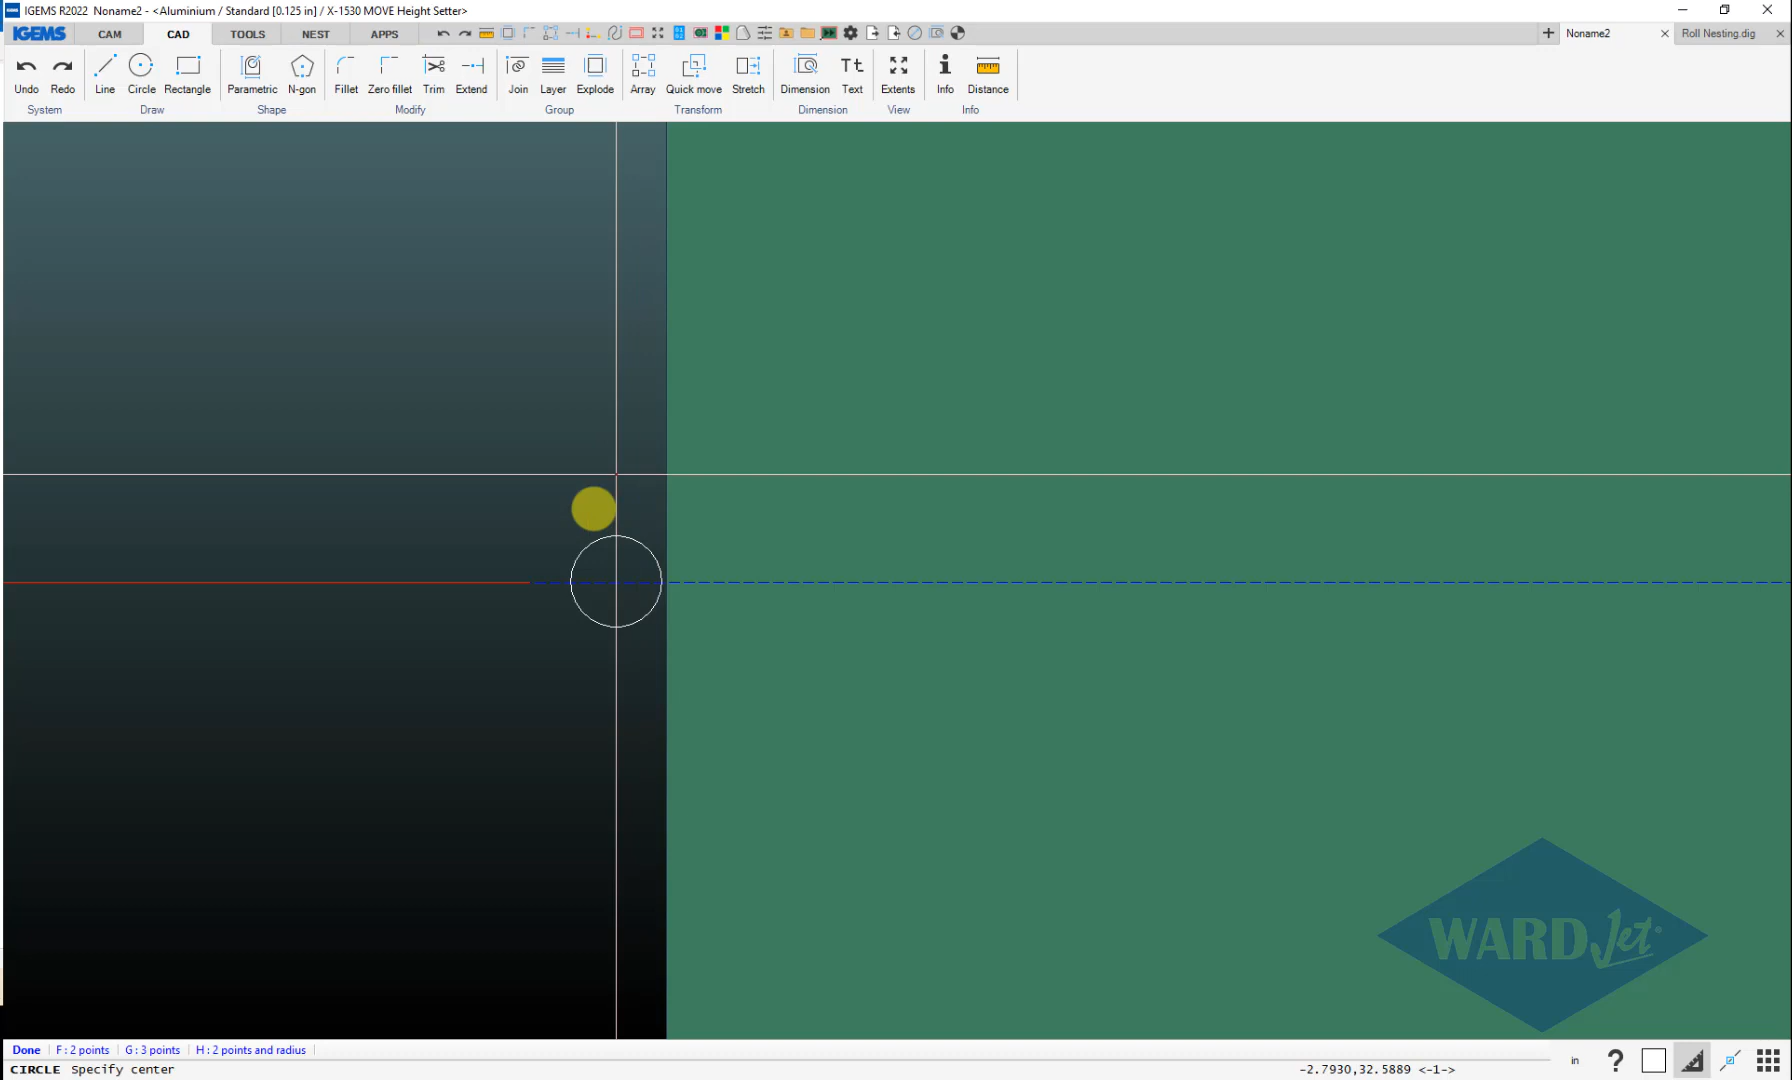 IGEMS R2022 Noname2 - <Aluminium / Standard [0.125 in] / X-1530 MOVE Height Setter>
IGEMS CAM CAD TOOLS NEST APPS Noname2 Roll Nesting.dig
Undo Redo Line Circle Rectangle Parametric N-gon Fillet Zero fillet Trim Extend Join Layer Explode Array Quick move Stretch Dimension Text Extents Info Distance
System Draw Shape Modify Group Transform Dimension View Info
WARDJet
Done F : 2 points G : 3 points H : 2 points and radius
CIRCLE Specify center -2.7930,32.5889 <-1-> in